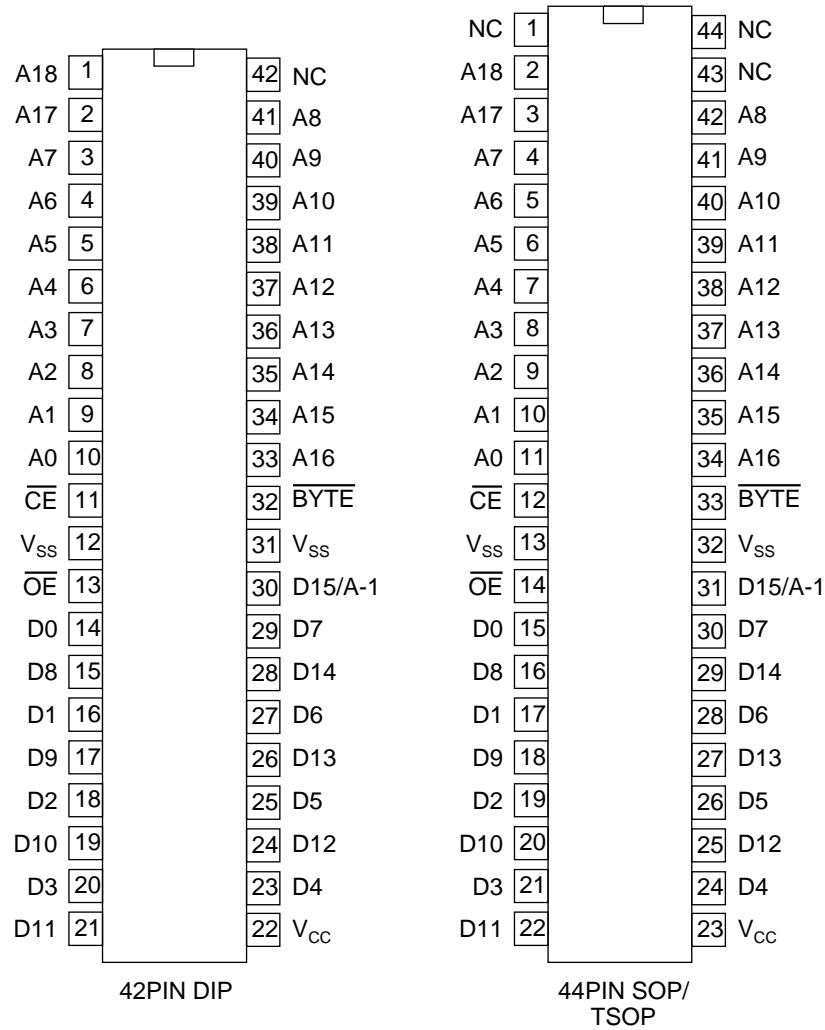 A18 1 42 NC
A17 2 41 A8
A7 3 40 A9
A6 4 39 A10
A5 5 38 A11
A4 6 37 A12
A3 7 36 A13
A2 8 35 A14
A1 9 34 A15
A0 10 33 A16
CE 11 32 BYTE
VSS 12 31 VSS
OE 13 30 D15/A-1
D0 14 29 D7
D8 15 28 D14
D1 16 27 D6
D9 17 26 D13
D2 18 25 D5
D10 19 24 D12
D3 20 23 D4
D11 21 22 VCC
42PIN DIP
NC 1 44 NC
A18 2 43 NC
A17 3 42 A8
A7 4 41 A9
A6 5 40 A10
A5 6 39 A11
A4 7 38 A12
A3 8 37 A13
A2 9 36 A14
A1 10 35 A15
A0 11 34 A16
CE 12 33 BYTE
VSS 13 32 VSS
OE 14 31 D15/A-1
D0 15 30 D7
D8 16 29 D14
D1 17 28 D6
D9 18 27 D13
D2 19 26 D5
D10 20 25 D12
D3 21 24 D4
D11 22 23 VCC
44PIN SOP/
TSOP